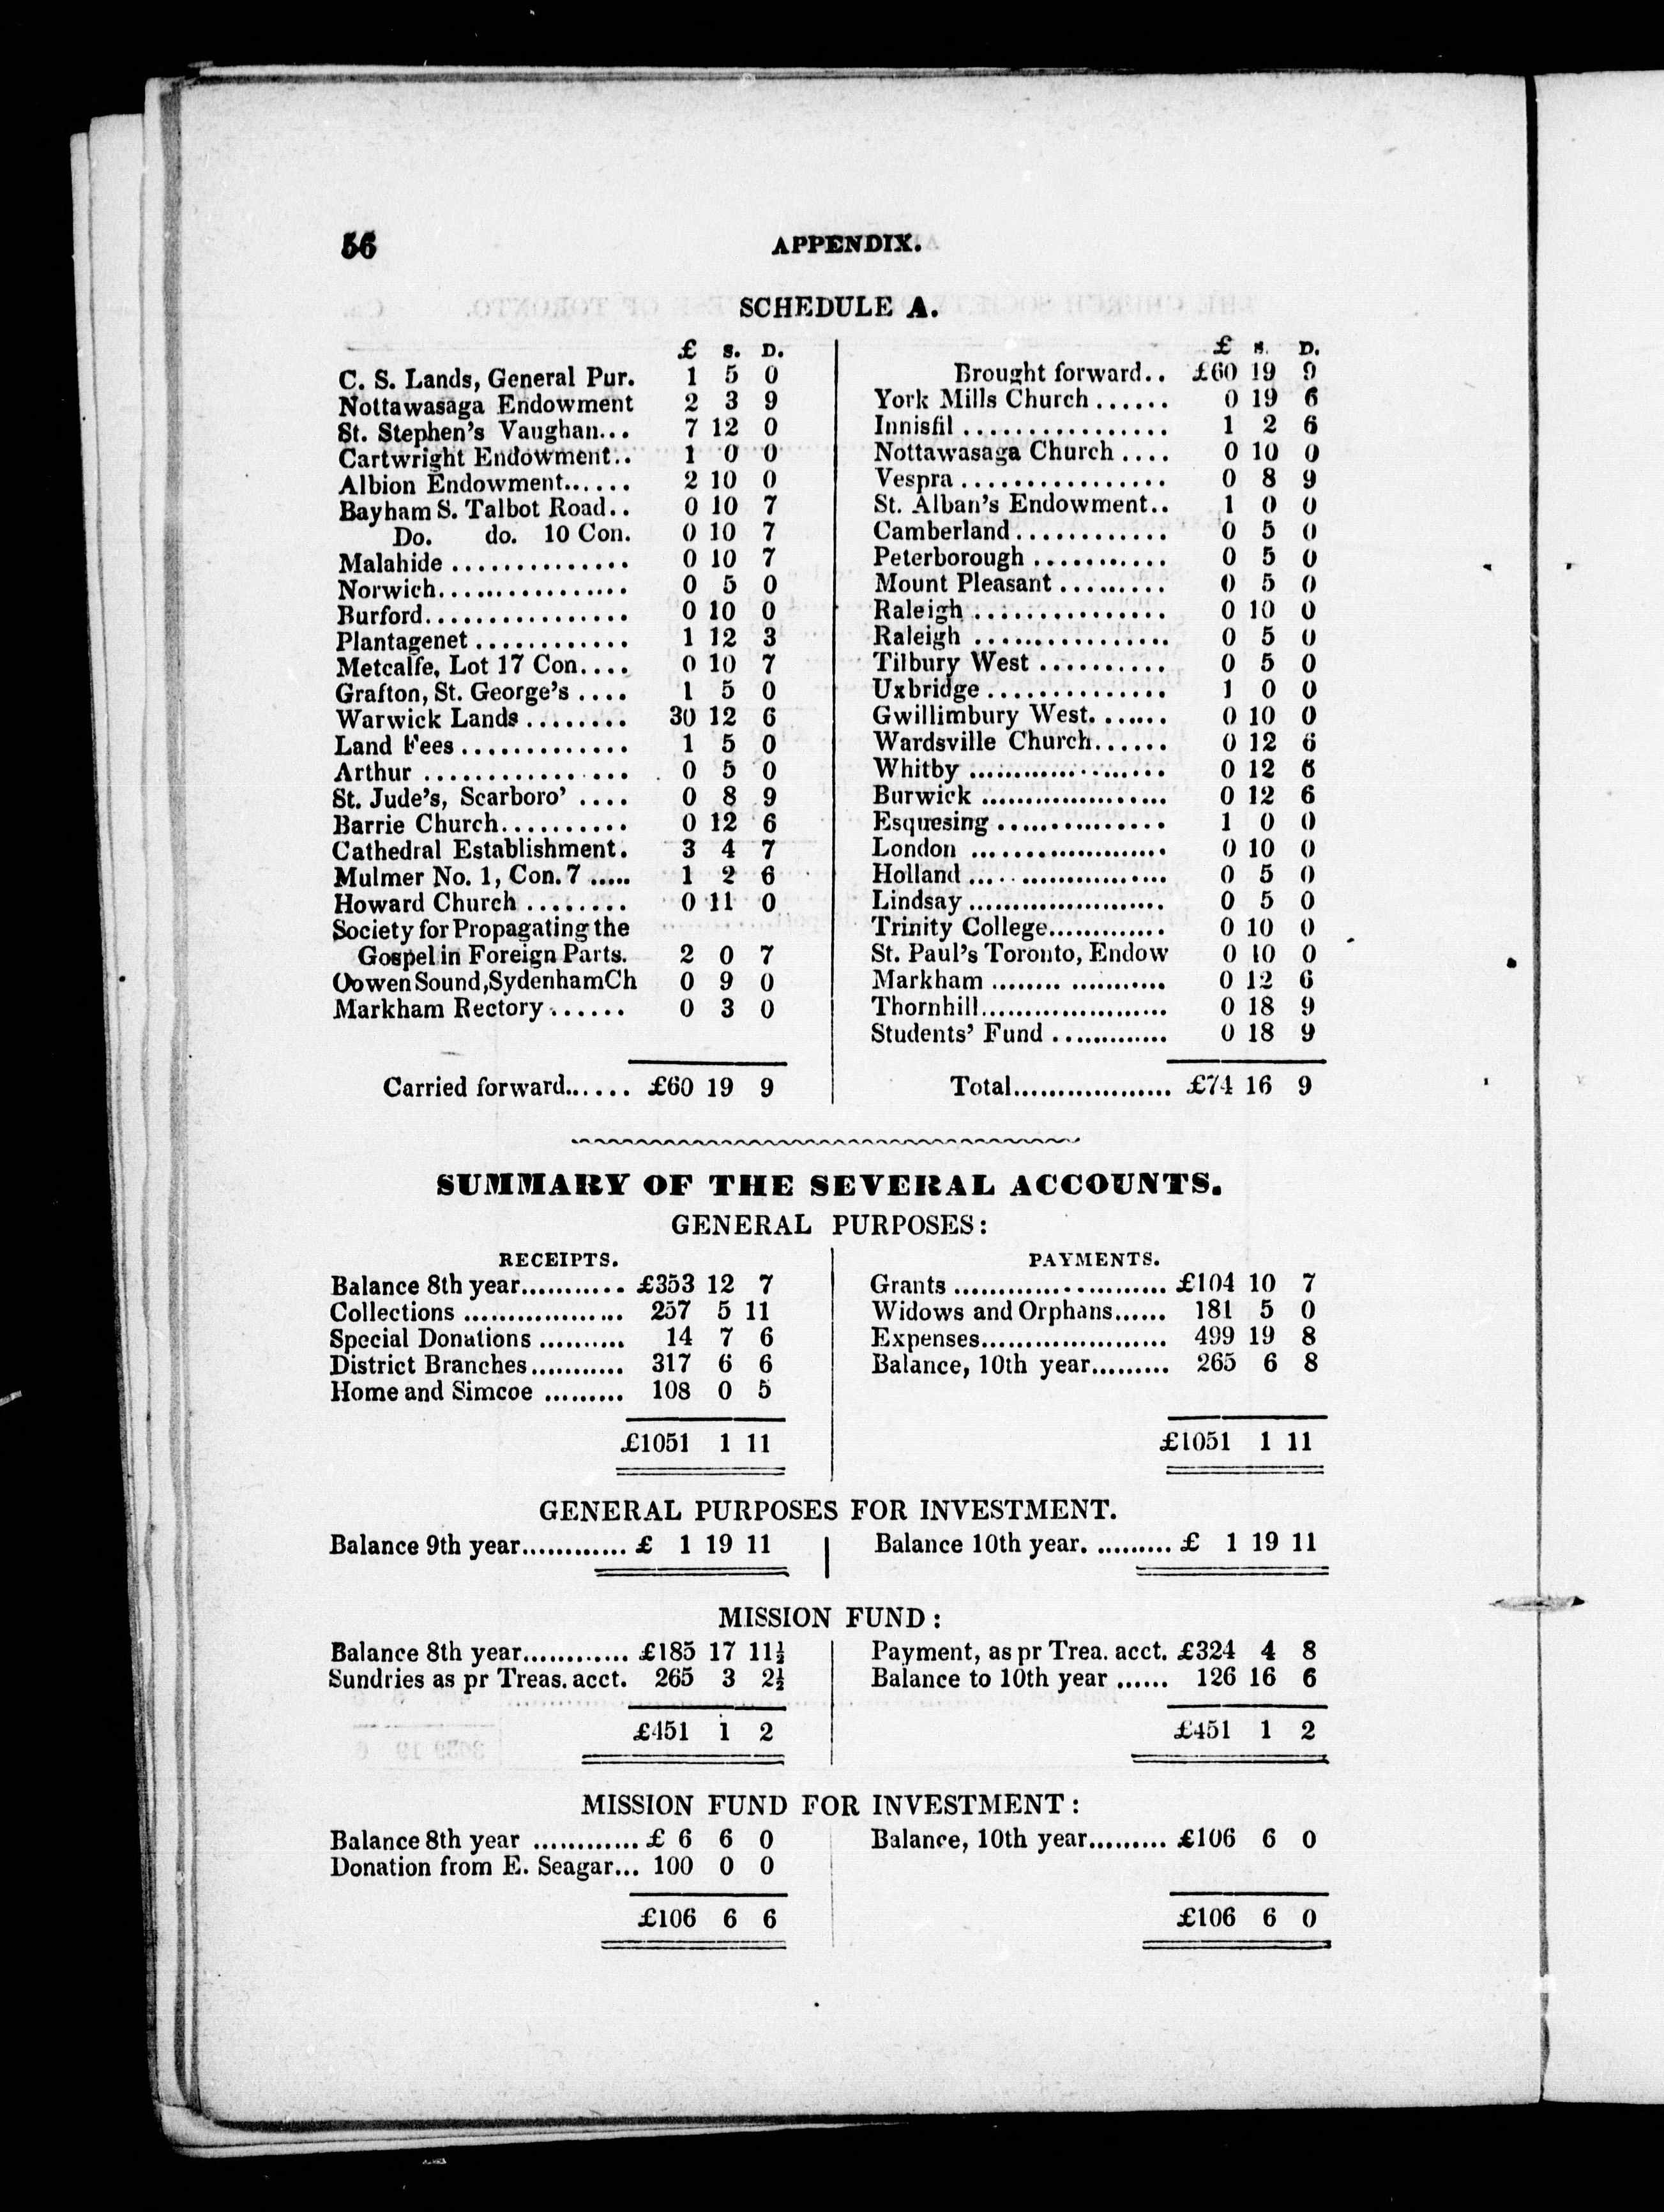 56
APPENDIX.
SCHEDULE A.
£ s. D.
C. S. Lands, General Pur. 1 5 0
Nottawasaga Endowment 2 3 9
St. Stephen's Vaughan... 7 12 0
Cartwright Endowment.. 1 0 0
Albion Endowment...... 2 10 0
Bayham S. Talbot Road.. 0 10 7
Do. do. 10 Con. 0 10 7
Malahide .............. 0 10 7
Norwich................ 0 5 0
Burford................ 0 10 0
Plantagenet ............ 1 12 3
Metcalfe, Lot 17 Con.... 0 10 7
Grafton, St. George's .... 1 5 0
Warwick Lands ........ 30 12 6
Land Fees ............. 1 5 0
Arthur ................ 0 5 0
St. Jude's, Scarboro' .... 0 8 9
Barrie Church.......... 0 12 6
Cathedral Establishment. 3 4 7
Mulmer No. 1, Con. 7 ..... 1 2 6
Howard Church ........ 0 11 0
Society for Propagating the
Gospel in Foreign Parts. 2 0 7
Oowen Sound, Sydenham Ch 0 9 0
Markham Rectory ...... 0 3 0
Carried forward...... £60 19 9
£ s. D.
Brought forward.. £60 19 9
York Mills Church ...... 0 19 6
Innisfil ................ 1 2 6
Nottawasaga Church .... 0 10 0
Vespra ................ 0 8 9
St. Alban's Endowment.. 1 0 0
Camberland ............ 0 5 0
Peterborough ........... 0 5 0
Mount Pleasant ......... 0 5 0
Raleigh ................ 0 10 0
Raleigh ................ 0 5 0
Tilbury West .......... 0 5 0
Uxbridge .............. 1 0 0
Gwillimbury West....... 0 10 0
Wardsville Church...... 0 12 6
Whitby .................... 0 12 6
Burwick .................... 0 12 6
Esquesing ................ 1 0 0
London .................... 0 10 0
Holland .................... 0 5 0
Lindsay ..................... 0 5 0
Trinity College............. 0 10 0
St. Paul's Toronto, Endow 0 10 0
Markham ........ ........... 0 12 6
Thornhill..................... 0 18 9
Students' Fund ............. 0 18 9
Total.................. £74 16 9
SUMMARY OF THE SEVERAL ACCOUNTS.
GENERAL PURPOSES:
RECEIPTS.
Balance 8th year........... £353 12 7
Collections .................. 257 5 11
Special Donations .......... 14 7 6
District Branches........... 317 6 6
Home and Simcoe ......... 108 0 5
£1051 1 11
PAYMENTS.
Grants ........................ £104 10 7
Widows and Orphans...... 181 5 0
Expenses..................... 499 19 8
Balance, 10th year......... 265 6 8
£1051 1 11
GENERAL PURPOSES FOR INVESTMENT.
Balance 9th year............ £ 1 19 11
Balance 10th year. ......... £ 1 19 11
MISSION FUND:
Balance 8th year............ £185 17 11½
Sundries as pr Treas. acct. 265 3 2½
£451 1 2
Payment, as pr Trea. acct. £324 4 8
Balance to 10th year ...... 126 16 6
£451 1 2
MISSION FUND FOR INVESTMENT:
Balance 8th year ............ £ 6 6 0
Donation from E. Seagar... 100 0 0
£106 6 6
Balance, 10th year......... £106 6 0
£106 6 0